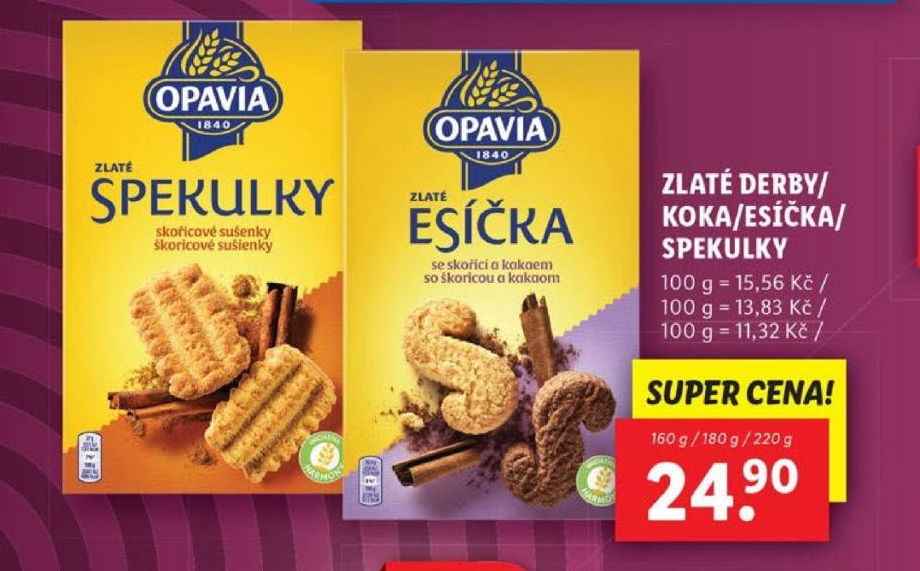 OPAVIA
1840
ZLATÉ
SPEKULKY
skořicové sušenky
škoricové sušienky
OPAVIA
1840
ZLATÉ
ESÍČKA
se skořicí a kakaem
so škoricou a kakaom
ZLATÉ DERBY/
KOKA/ESÍČKA/
SPEKULKY
100 g = 15,56 Kč /
100 g = 13,83 Kč /
100 g = 11,32 Kč /
SUPER CENA!
160 g / 180 g / 220 g
24.90
HARMONY
HARMONY